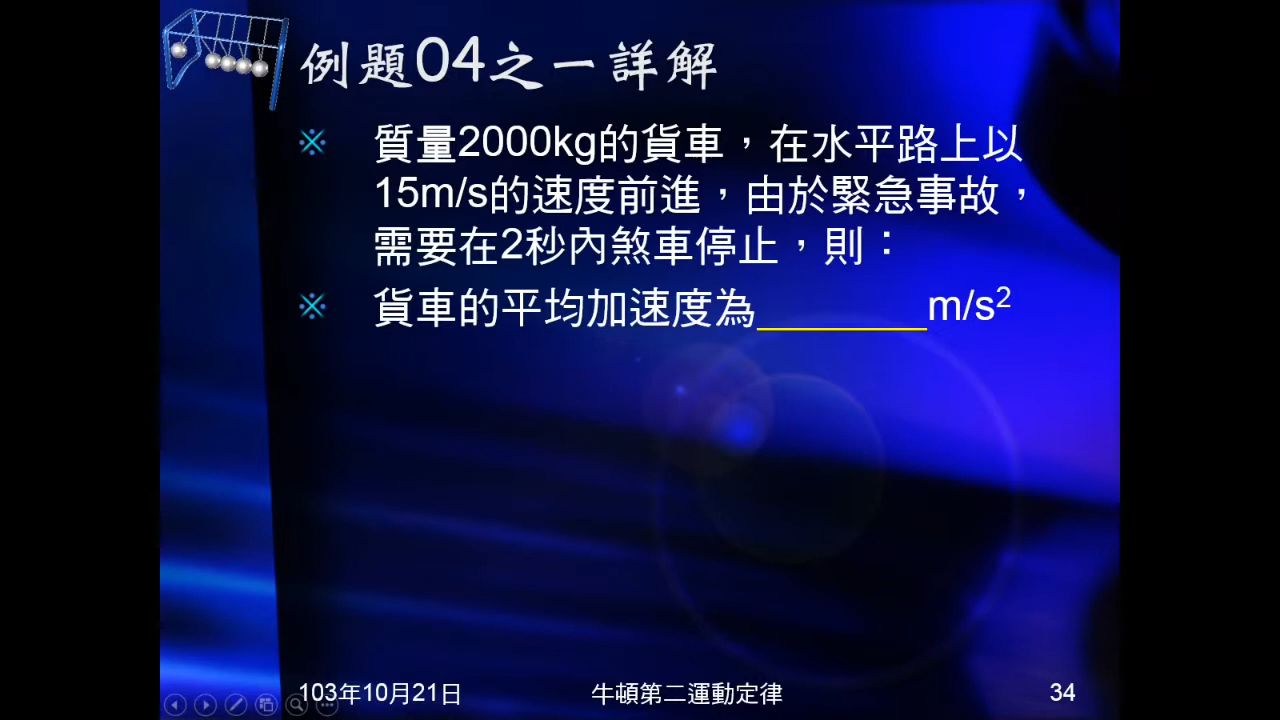 例題04之一詳解
※ 質量2000kg的貨車，在水平路上以
15m/s的速度前進，由於緊急事故，
需要在2秒內煞車停止，則：
※ 貨車的平均加速度為________m/s²
103年10月21日 牛頓第二運動定律 34